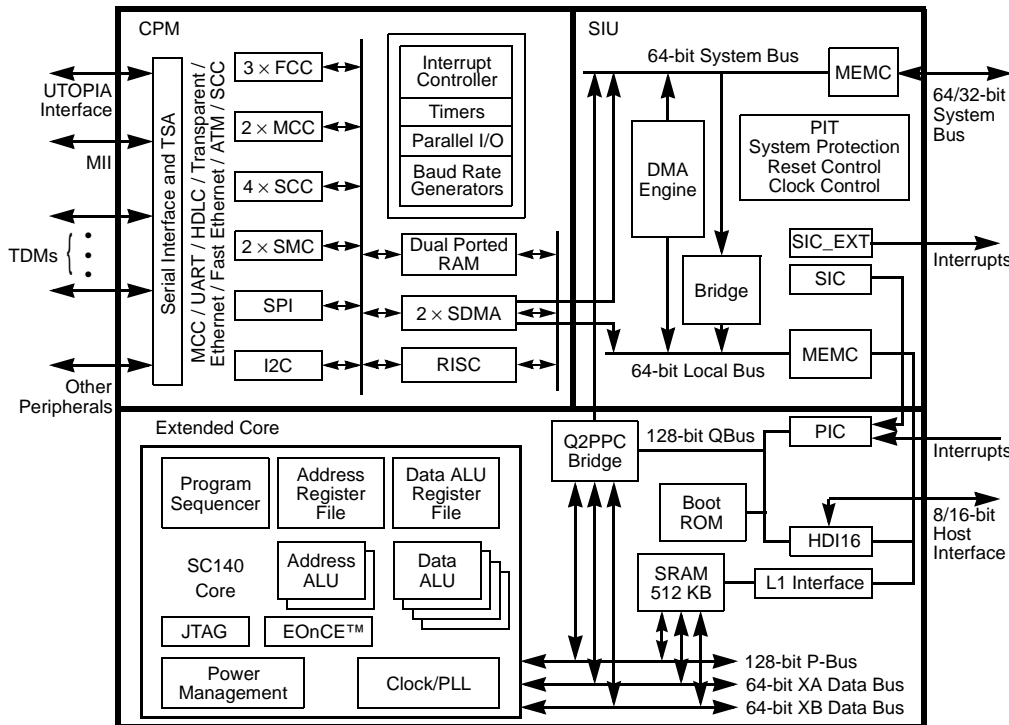 CPM
UTOPIA
Interface
MII
TDMs
Other
Peripherals
Serial Interface and TSA
MCC / UART / HDLC / Transparent /
Ethernet / Fast Ethernet / ATM / SCC
3 × FCC
2 × MCC
4 × SCC
2 × SMC
SPI
I2C
Interrupt
Controller
Timers
Parallel I/O
Baud Rate
Generators
Dual Ported
RAM
2 × SDMA
RISC
SIU
64-bit System Bus
MEMC
64/32-bit
System
Bus
DMA
Engine
PIT
System Protection
Reset Control
Clock Control
SIC_EXT
Interrupts
SIC
Bridge
MEMC
64-bit Local Bus
Extended Core
Program
Sequencer
Address
Register
File
Data ALU
Register
File
SC140
Core
Address
ALU
Data
ALU
JTAG
EOnCE™
Power
Management
Clock/PLL
Q2PPC
Bridge
128-bit QBus
PIC
Interrupts
Boot
ROM
HDI16
8/16-bit
Host
Interface
SRAM
512 KB
L1 Interface
128-bit P-Bus
64-bit XA Data Bus
64-bit XB Data Bus